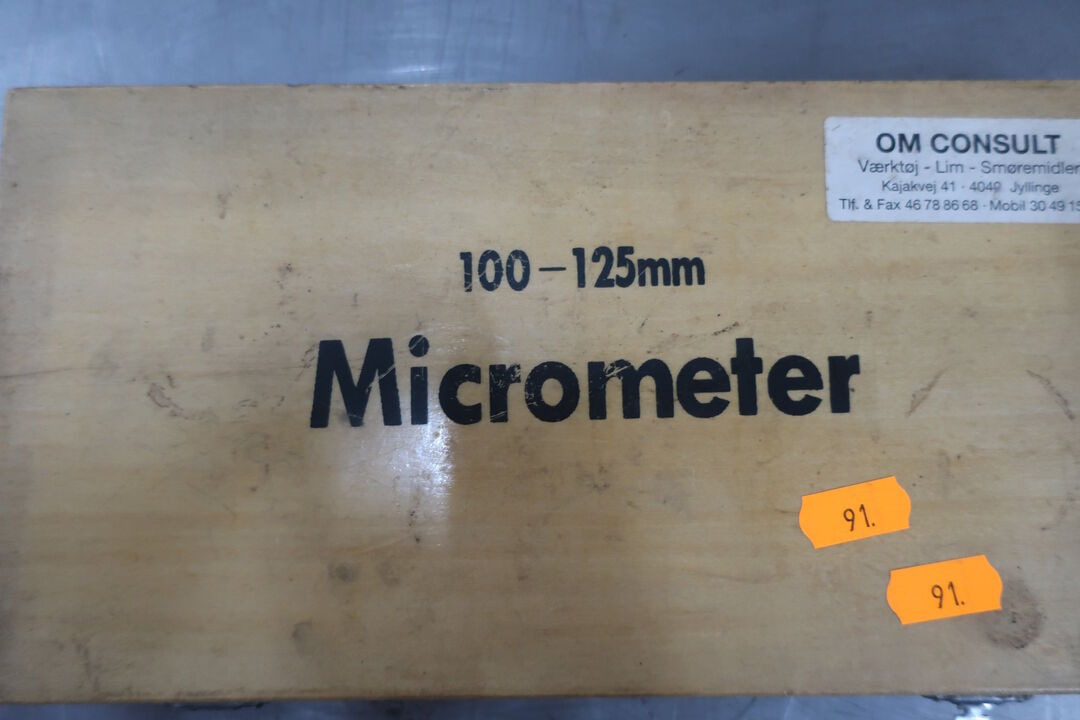 OM CONSULT
Værktøj - Lim - Smøremidler
Kajakvej 41 · 4040 Jyllinge
Tlf. & Fax 46 78 86 68 · Mobil 30 49 15
100 – 125mm
Micrometer
91.
91.